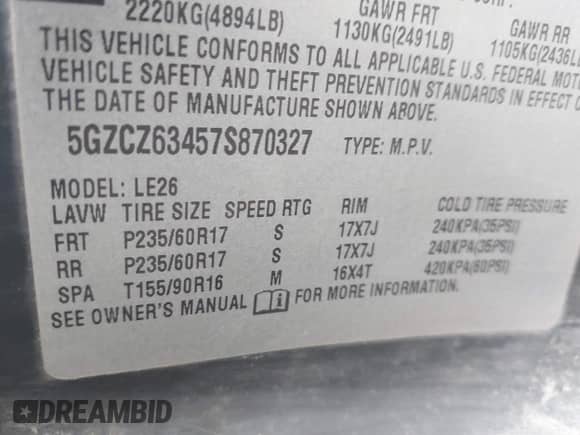 2220KG(4894LB)
GAWR FRT
1130KG(2491LB)
GAWR RR
1105KG(2436LB
THIS VEHICLE CONFORMS TO ALL APPLICABLE U.S. FEDERAL MOT
VEHICLE SAFETY AND THEFT PREVENTION STANDARDS IN EFFECT O
THE DATE OF MANUFACTURE SHOWN ABOVE.
5GZCZ63457S870327 TYPE: M.P.V.
MODEL: LE26
LAVW TIRE SIZE SPEED RTG RIM COLD TIRE PRESSURE
FRT P235/60R17 S 17X7J 240KPA(35PSI)
RR P235/60R17 S 17X7J 240KPA(35PSI)
SPA T155/90R16 M 16X4T 420KPA(60PSI)
SEE OWNER'S MANUAL FOR MORE INFORMATION.
DREAMBID